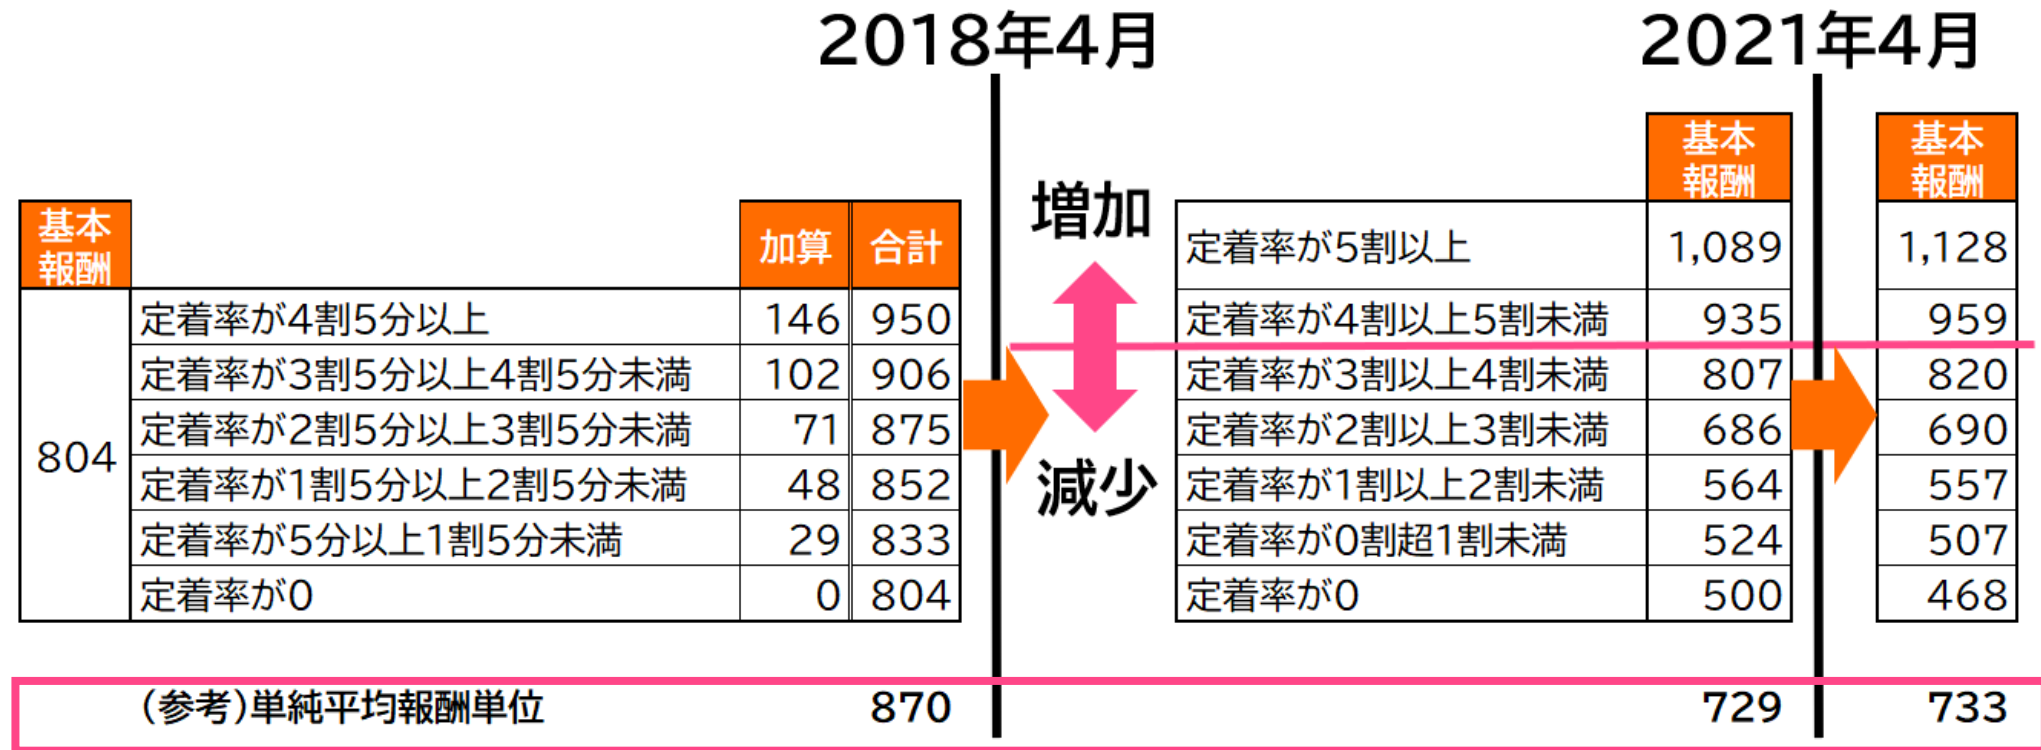 2018年4月
2021年4月
基本
報酬
加算 合計
804
定着率が4割5分以上 146 950
定着率が3割5分以上4割5分未満 102 906
定着率が2割5分以上3割5分未満 71 875
定着率が1割5分以上2割5分未満 48 852
定着率が5分以上1割5分未満 29 833
定着率が0 0 804
増加
減少
基本
報酬
基本
報酬
定着率が5割以上 1,089 1,128
定着率が4割以上5割未満 935 959
定着率が3割以上4割未満 807 820
定着率が2割以上3割未満 686 690
定着率が1割以上2割未満 564 557
定着率が0割超1割未満 524 507
定着率が0 500 468
(参考)単純平均報酬単位 870 729 733